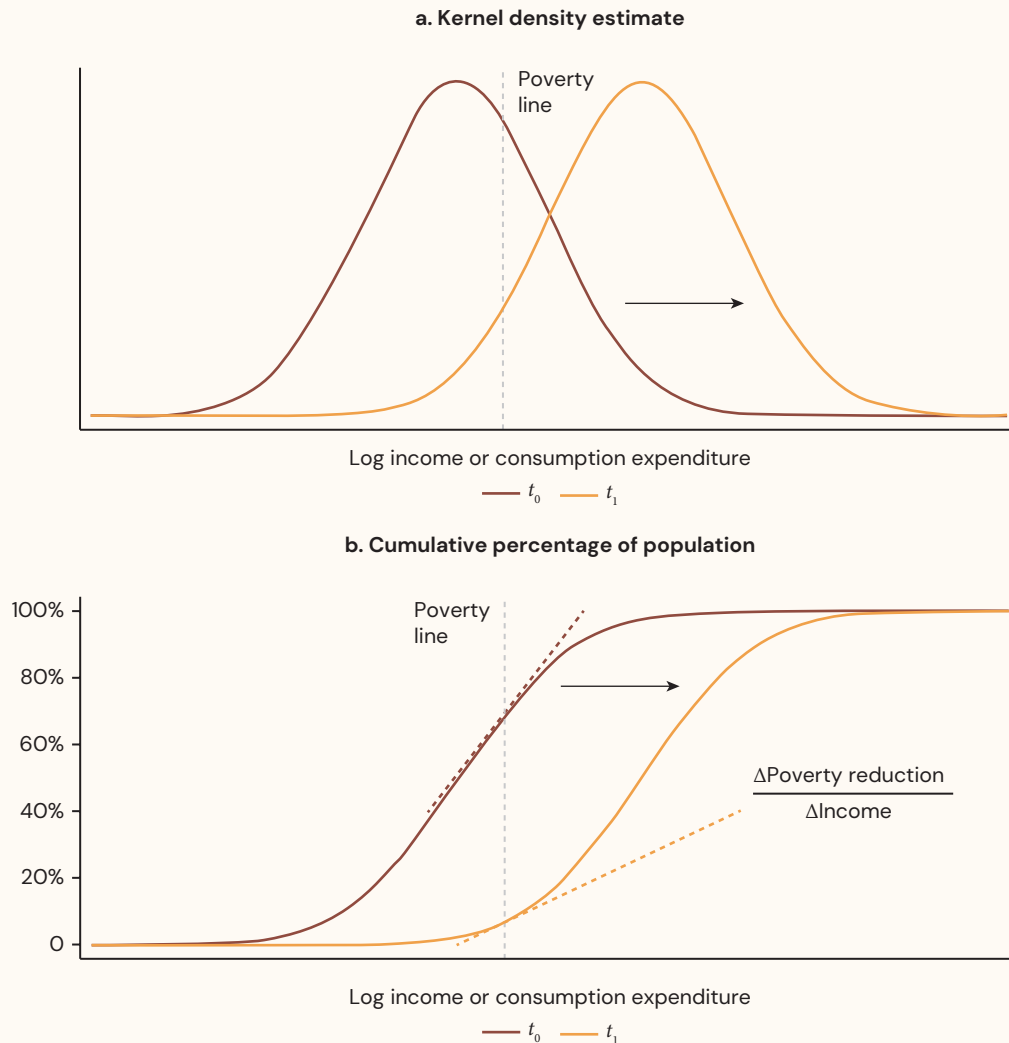 a. Kernel density estimate
Poverty
line
Log income or consumption expenditure
t0 t1
b. Cumulative percentage of population
100%
80%
60%
40%
20%
0
Poverty
line
ΔPoverty reduction
ΔIncome
Log income or consumption expenditure
t0 t1